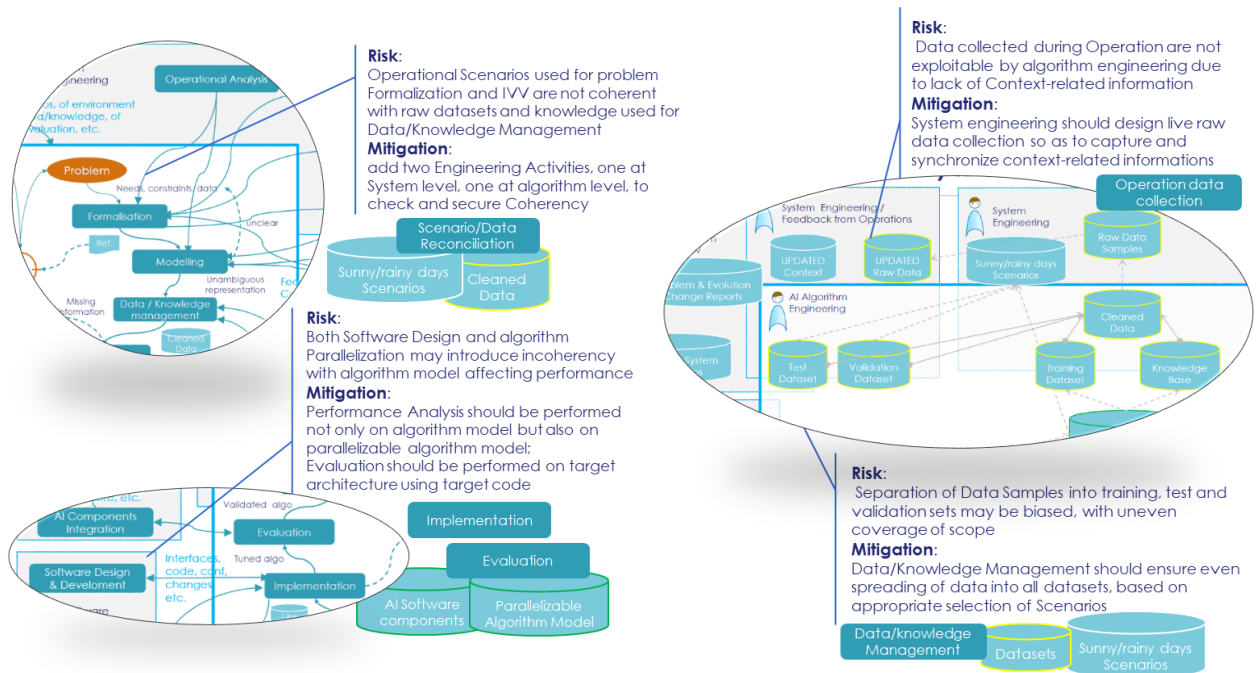 Risk:
Operational Scenarios used for problem
Formalization and IVV are not coherent
with raw datasets and knowledge used for
Data/Knowledge Management
Mitigation:
add two Engineering Activities, one at
System level, one at algorithm level, to
check and secure Coherency
Operational Analysis
of environment
of
etc.
Problem
Needs, constraints, data
Formalisation
unclear
Ref.
Modelling
Unambiguous
representation
Missing
Data / Knowledge
management
Cleaned
Data
Scenario/Data
Reconciliation
Sunny/rainy days
Scenarios
Cleaned
Data
Risk:
Both Software Design and algorithm
Parallelization may introduce incoherency
with algorithm model affecting performance
Mitigation:
Performance Analysis should be performed
not only on algorithm model but also on
parallelizable algorithm model;
Evaluation should be performed on target
architecture using target code
etc.
AI Components
Integration
Validated algo
Evaluation
Tuned algo
Software Design
& Develoment
Interfaces,
code, conf,
changes
etc.
Implementation
Implementation
Evaluation
AI Software
components
Parallelizable
Algorithm Model
Risk:
Data collected during Operation are not
exploitable by algorithm engineering due
to lack of Context-related information
Mitigation:
System engineering should design live raw
data collection so as to capture and
synchronize context-related informations
Operation data
collection
System Engineering /
Feedback from Operations
System
Engineering
UPDATED
Context
UPDATED
Raw Data
Sunny/rainy days
Scenarios
Raw Data
Samples
& Evolution
Reports
AI Algorithm
Engineering
Cleaned
Data
System
Test
Dataset
Validation
Dataset
Training
Dataset
Knowledge
Base
Risk:
Separation of Data Samples into training, test and
validation sets may be biased, with uneven
coverage of scope
Mitigation:
Data/Knowledge Management should ensure even
spreading of data into all datasets, based on
appropriate selection of Scenarios
Data/knowledge
Management
Datasets
Sunny/rainy days
Scenarios